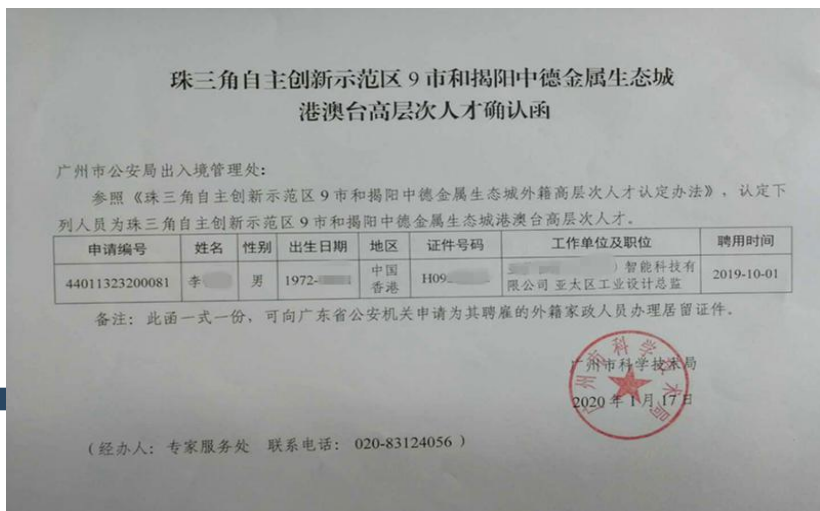 珠三角自主创新示范区9市和揭阳中德金属生态城
港澳台高层次人才确认函
广州市公安局出入境管理处：
参照《珠三角自主创新示范区9市和揭阳中德金属生态城外籍高层次人才认定办法》，认定下
列人员为珠三角自主创新示范区9市和揭阳中德金属生态城港澳台高层次人才。
申请编号 姓名 性别 出生日期 地区 证件号码 工作单位及职位 聘用时间
44011323200081 李 男 1972- 中国香港 H09 ）智能科技有限公司 亚太区工业设计总监 2019-10-01
备注：此函一式一份，可向广东省公安机关申请为其聘雇的外籍家政人员办理居留证件。
广州市科学技术局
广州市科学技术局
2020年1月17日
（经办人：专家服务处 联系电话：020-83124056）